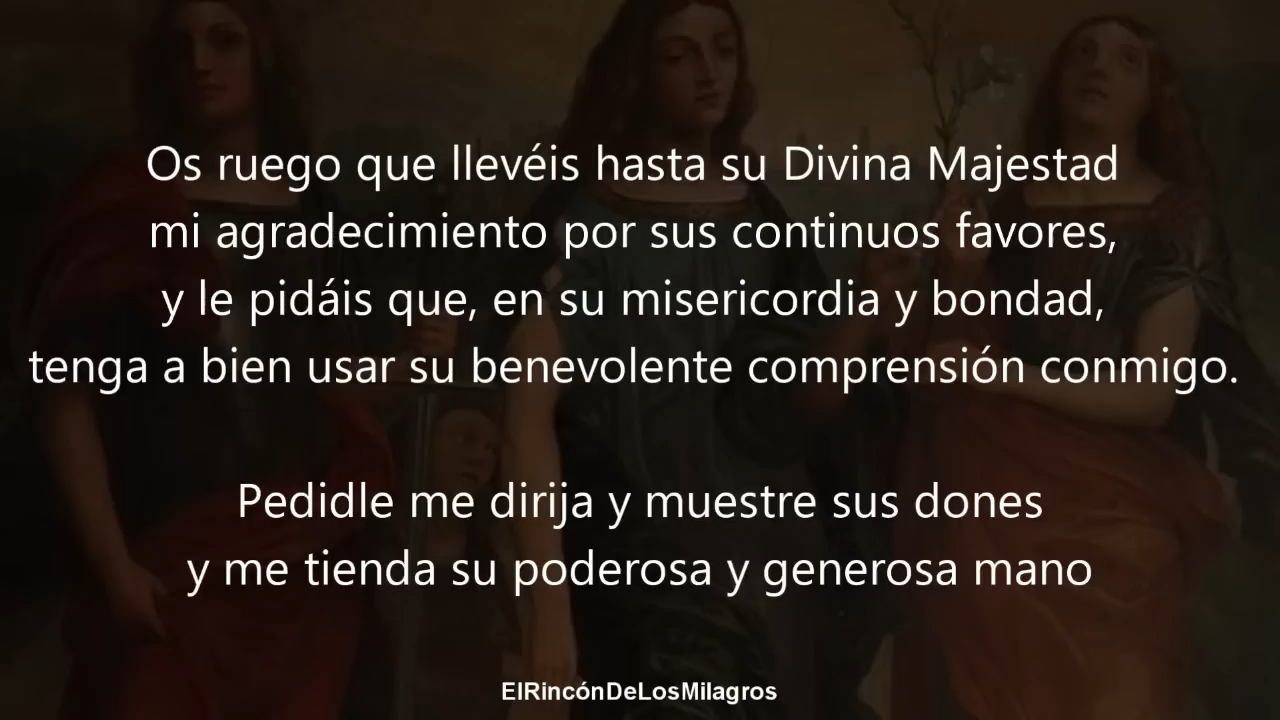 Os ruego que llevéis hasta su Divina Majestad
mi agradecimiento por sus continuos favores,
y le pidáis que, en su misericordia y bondad,
tenga a bien usar su benevolente comprensión conmigo.
Pedidle me dirija y muestre sus dones
y me tienda su poderosa y generosa mano
ElRincónDeLosMilagros